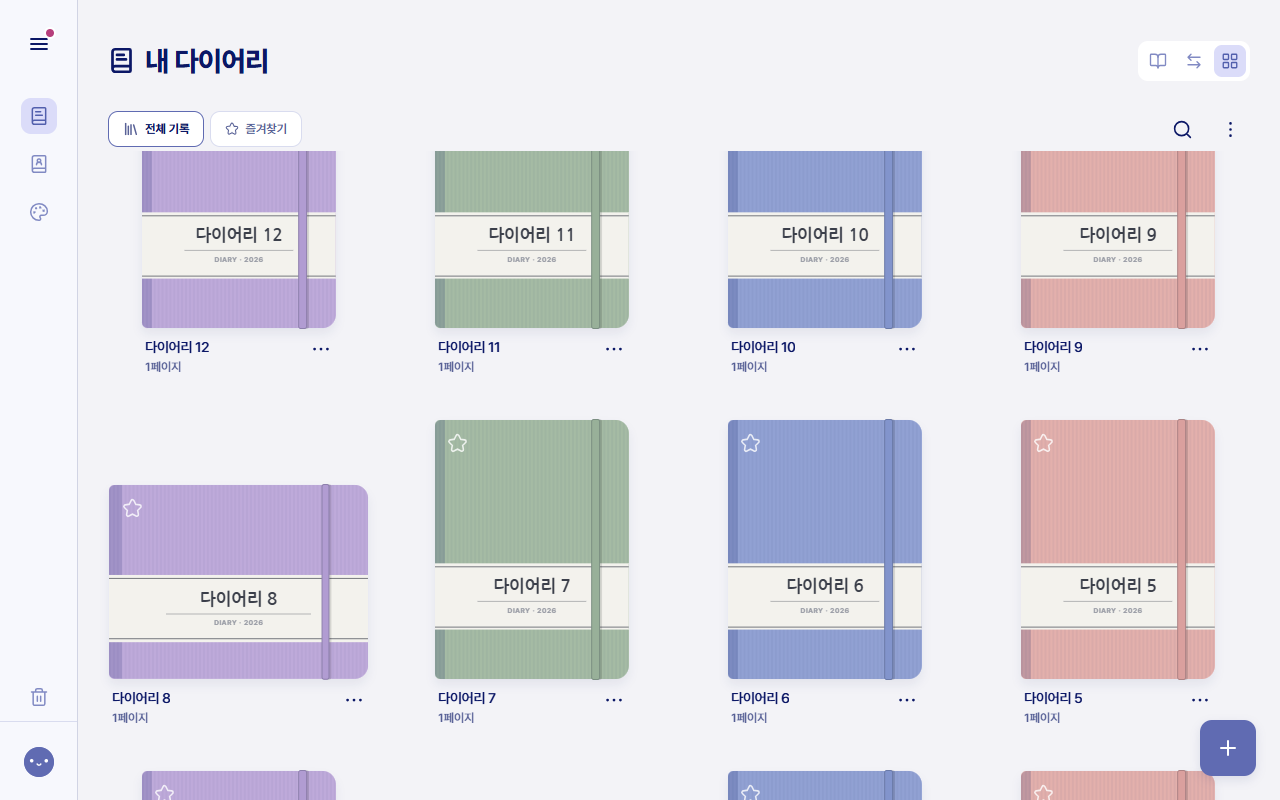 내 다이어리
전체 기록
즐겨찾기
다이어리 12
DIARY · 2026
다이어리 11
DIARY · 2026
다이어리 10
DIARY · 2026
다이어리 9
DIARY · 2026
다이어리 12
1페이지
다이어리 11
1페이지
다이어리 10
1페이지
다이어리 9
1페이지
다이어리 8
DIARY · 2026
다이어리 7
DIARY · 2026
다이어리 6
DIARY · 2026
다이어리 5
DIARY · 2026
다이어리 8
1페이지
다이어리 7
1페이지
다이어리 6
1페이지
다이어리 5
1페이지